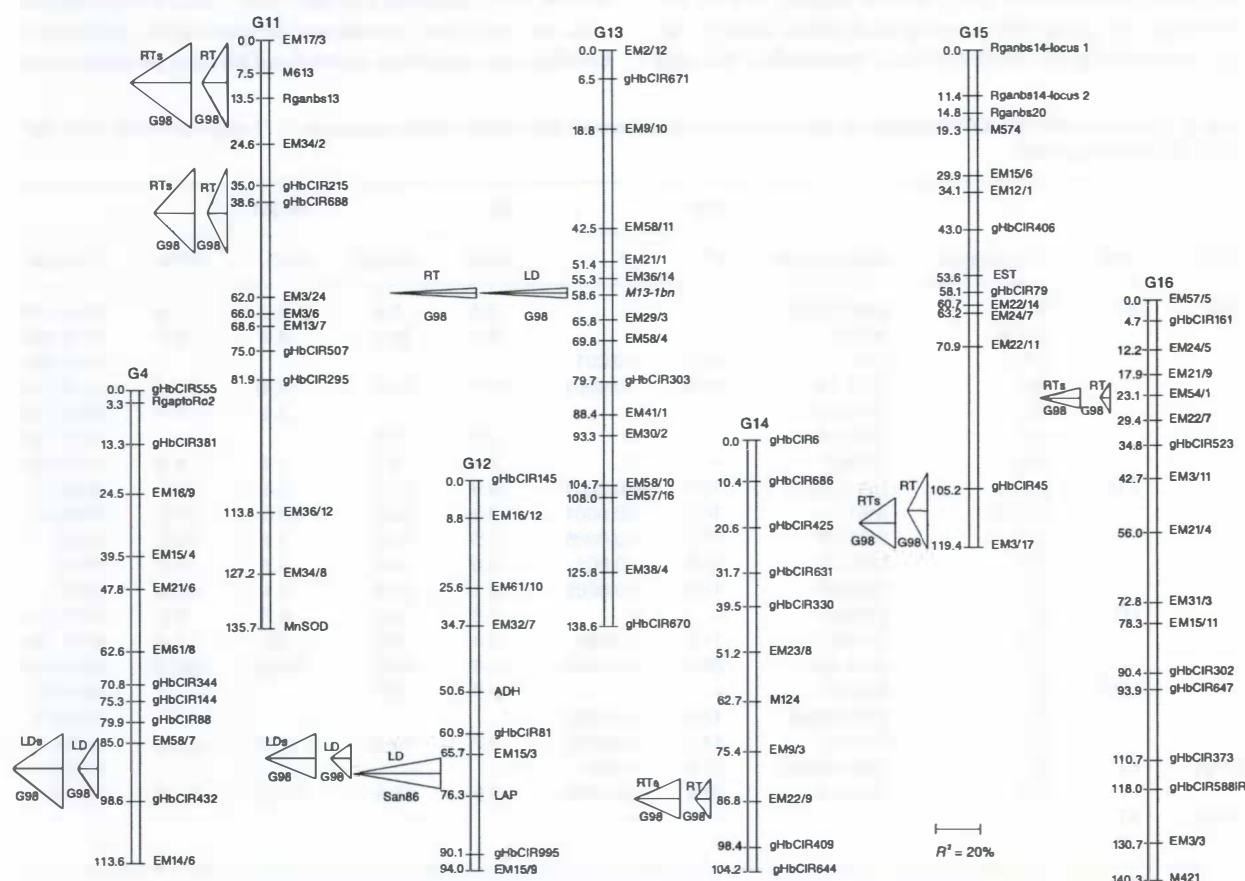 G11
0.0 EM17/3
7.5 M613
13.5 Rganbs13
24.6 EM34/2
35.0 gHbCIR215
38.6 gHbCIR688
62.0 EM3/24
66.0 EM3/6
68.6 EM13/7
75.0 gHbCIR507
81.9 gHbCIR295
113.8 EM36/12
127.2 EM34/8
135.7 MnSOD
RTs RT
G98 G98
RTs RT
G98 G98
G13
0.0 EM2/12
6.5 gHbCIR671
18.8 EM9/10
42.5 EM58/11
51.4 EM21/1
55.3 EM36/14
58.6 M13-1bn
65.8 EM29/3
69.8 EM58/4
79.7 gHbCIR303
88.4 EM41/1
93.3 EM30/2
104.7 EM58/10
108.0 EM57/16
125.8 EM38/4
138.6 gHbCIR670
RT LD
G98 G98
G15
0.0 Rganbs14-locus 1
11.4 Rganbs14-locus 2
14.8 Rganbs20
19.3 M574
29.9 EM15/6
34.1 EM12/1
43.0 gHbCIR406
53.6 EST
58.1 gHbCIR79
60.7 EM22/14
63.2 EM24/7
70.9 EM22/11
105.2 gHbCIR45
119.4 EM3/17
RTs RT
G98 G98
G16
0.0 EM57/5
4.7 gHbCIR161
12.2 EM24/5
17.9 EM21/9
23.1 EM54/1
29.4 EM22/7
34.8 gHbCIR523
42.7 EM3/11
56.0 EM21/4
72.8 EM31/3
78.3 EM15/11
90.4 gHbCIR302
93.9 gHbCIR647
110.7 gHbCIR373
118.0 gHbCIR588IR
130.7 EM3/3
140.3 M421
RTs RT
G98 G98
G4
0.0 gHbCIR555
3.3 RgaptoRo2
13.3 gHbCIR381
24.5 EM16/9
39.5 EM15/4
47.8 EM21/6
62.6 EM61/8
70.8 gHbCIR344
75.3 gHbCIR144
79.9 gHbCIR88
85.0 EM58/7
98.6 gHbCIR432
113.6 EM14/6
LDs LD
G98 G98
G12
0.0 gHbCIR145
8.8 EM16/12
25.6 EM61/10
34.7 EM32/7
50.6 ADH
60.9 gHbCIR81
65.7 EM15/3
76.3 LAP
90.1 gHbCIR995
94.0 EM15/9
LDs LD LD
G98 G98 San86
G14
0.0 gHbCIR6
10.4 gHbCIR686
20.6 gHbCIR425
31.7 gHbCIR631
39.5 gHbCIR330
51.2 EM23/8
62.7 M124
75.4 EM9/3
86.8 EM22/9
98.4 gHbCIR409
104.2 gHbCIR644
RTs RT
G98 G98
R² = 20%